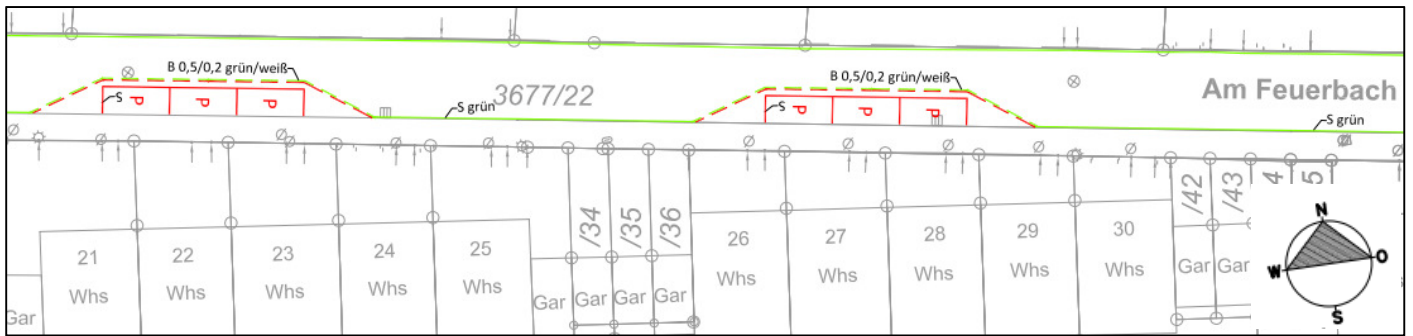 B 0,5/0,2 grün/weiß
S
P P P
3677/22
S grün
B 0,5/0,2 grün/weiß
S
P P P
Am Feuerbach
S grün
/34 /35 /36
/42 /43 4 5
21 22 23 24 25
26 27 28 29 30
Whs Whs Whs Whs Whs
Whs Whs Whs Whs Whs
Gar
Gar Gar Gar Gar
Gar Gar
N
W O
S